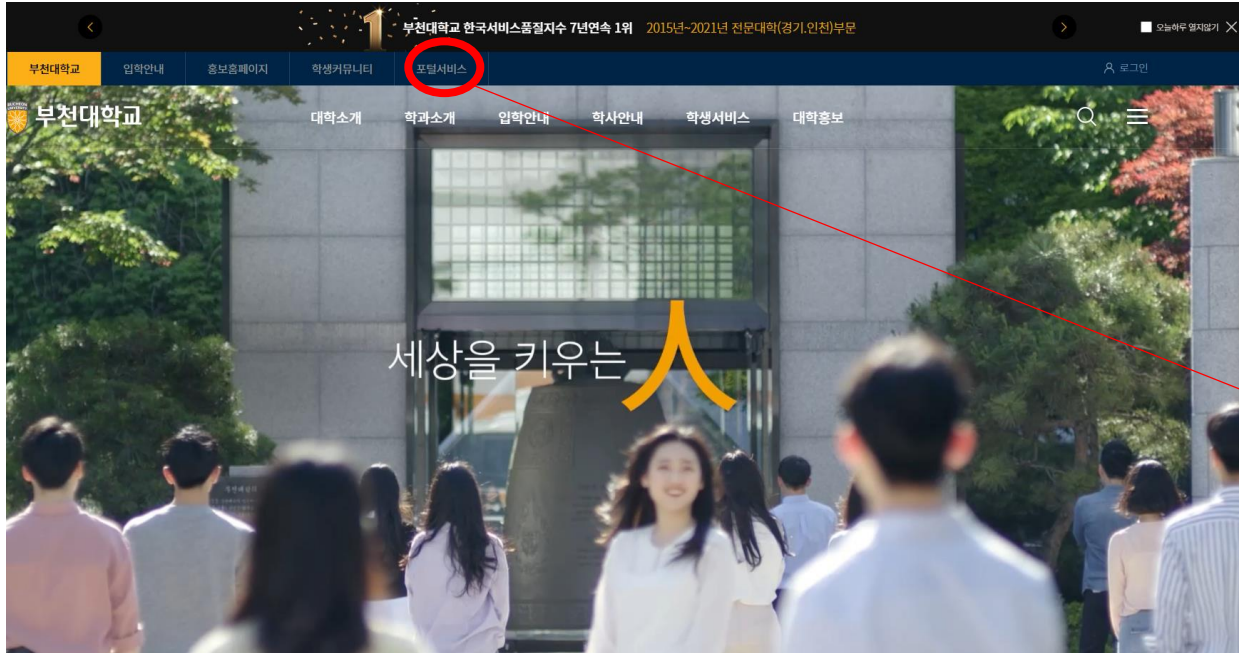 1 부천대학교 한국서비스품질지수 7년연속 1위 2015년~2021년 전문대학(경기.인천)부문 오늘하루 열지않기
부천대학교 입학안내 홍보홈페이지 학생커뮤니티 포털서비스 로그인
부천대학교 대학소개 학과소개 입학안내 학사안내 학생서비스 대학홍보
세상을 키우는 人